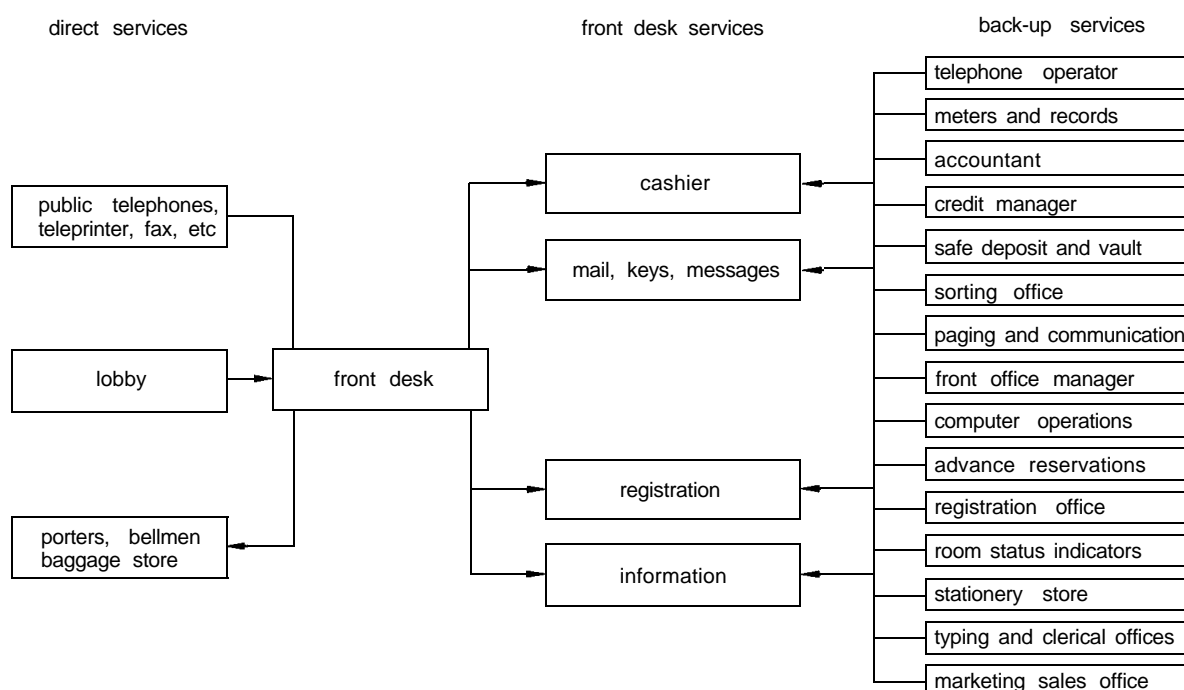 direct services
front desk services
back-up services
public telephones,
teleprinter, fax, etc
lobby
porters, bellmen
baggage store
front desk
cashier
mail, keys, messages
registration
information
telephone operator
meters and records
accountant
credit manager
safe deposit and vault
sorting office
paging and communication
front office manager
computer operations
advance reservations
registration office
room status indicators
stationery store
typing and clerical offices
marketing sales office